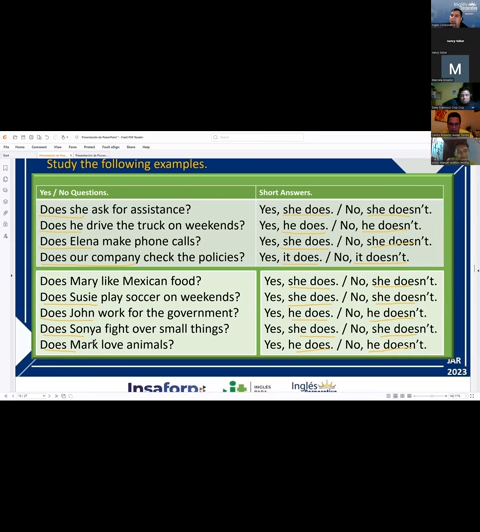 Study the following examples.
Yes / No Questions. Short Answers.
Does she ask for assistance? Yes, she does. / No, she doesn't.
Does he drive the truck on weekends? Yes, he does. / No, he doesn't.
Does Elena make phone calls? Yes, she does. / No, she doesn't.
Does our company check the policies? Yes, it does. / No, it doesn't.
Does Mary like Mexican food? Yes, she does. / No, she doesn't.
Does Susie play soccer on weekends? Yes, she does. / No, she doesn't.
Does John work for the government? Yes, he does. / No, he doesn't.
Does Sonya fight over small things? Yes, she does. / No, she doesn't.
Does Mark love animals? Yes, he does. / No, he doesn't.
2023
Insaforp
INGLÉS
Inglés
M
File Home Comment View Form Protect Help
Search